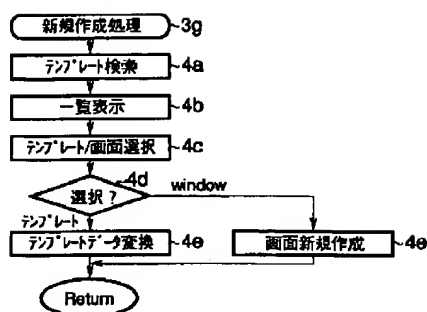 新規作成処理 3g
テンプレート検索 4a
一覧表示 4b
テンプレート/画面選択 4c
選択？ 4d
window
テンプレート
テンプレートデータ変換 4e
画面新規作成 4e
Return